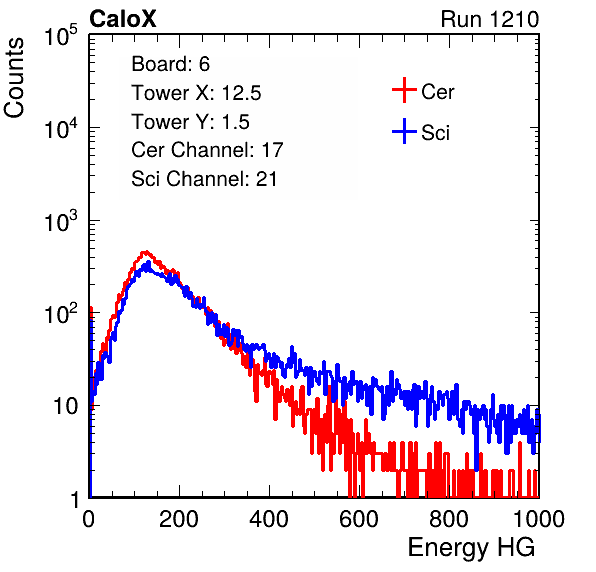 CaloX Run 1210
Counts
Board: 6
Tower X: 12.5
Tower Y: 1.5
Cer Channel: 17
Sci Channel: 21
Cer
Sci
10^5
10^4
10^3
10^2
10
1
0 200 400 600 800 1000
Energy HG